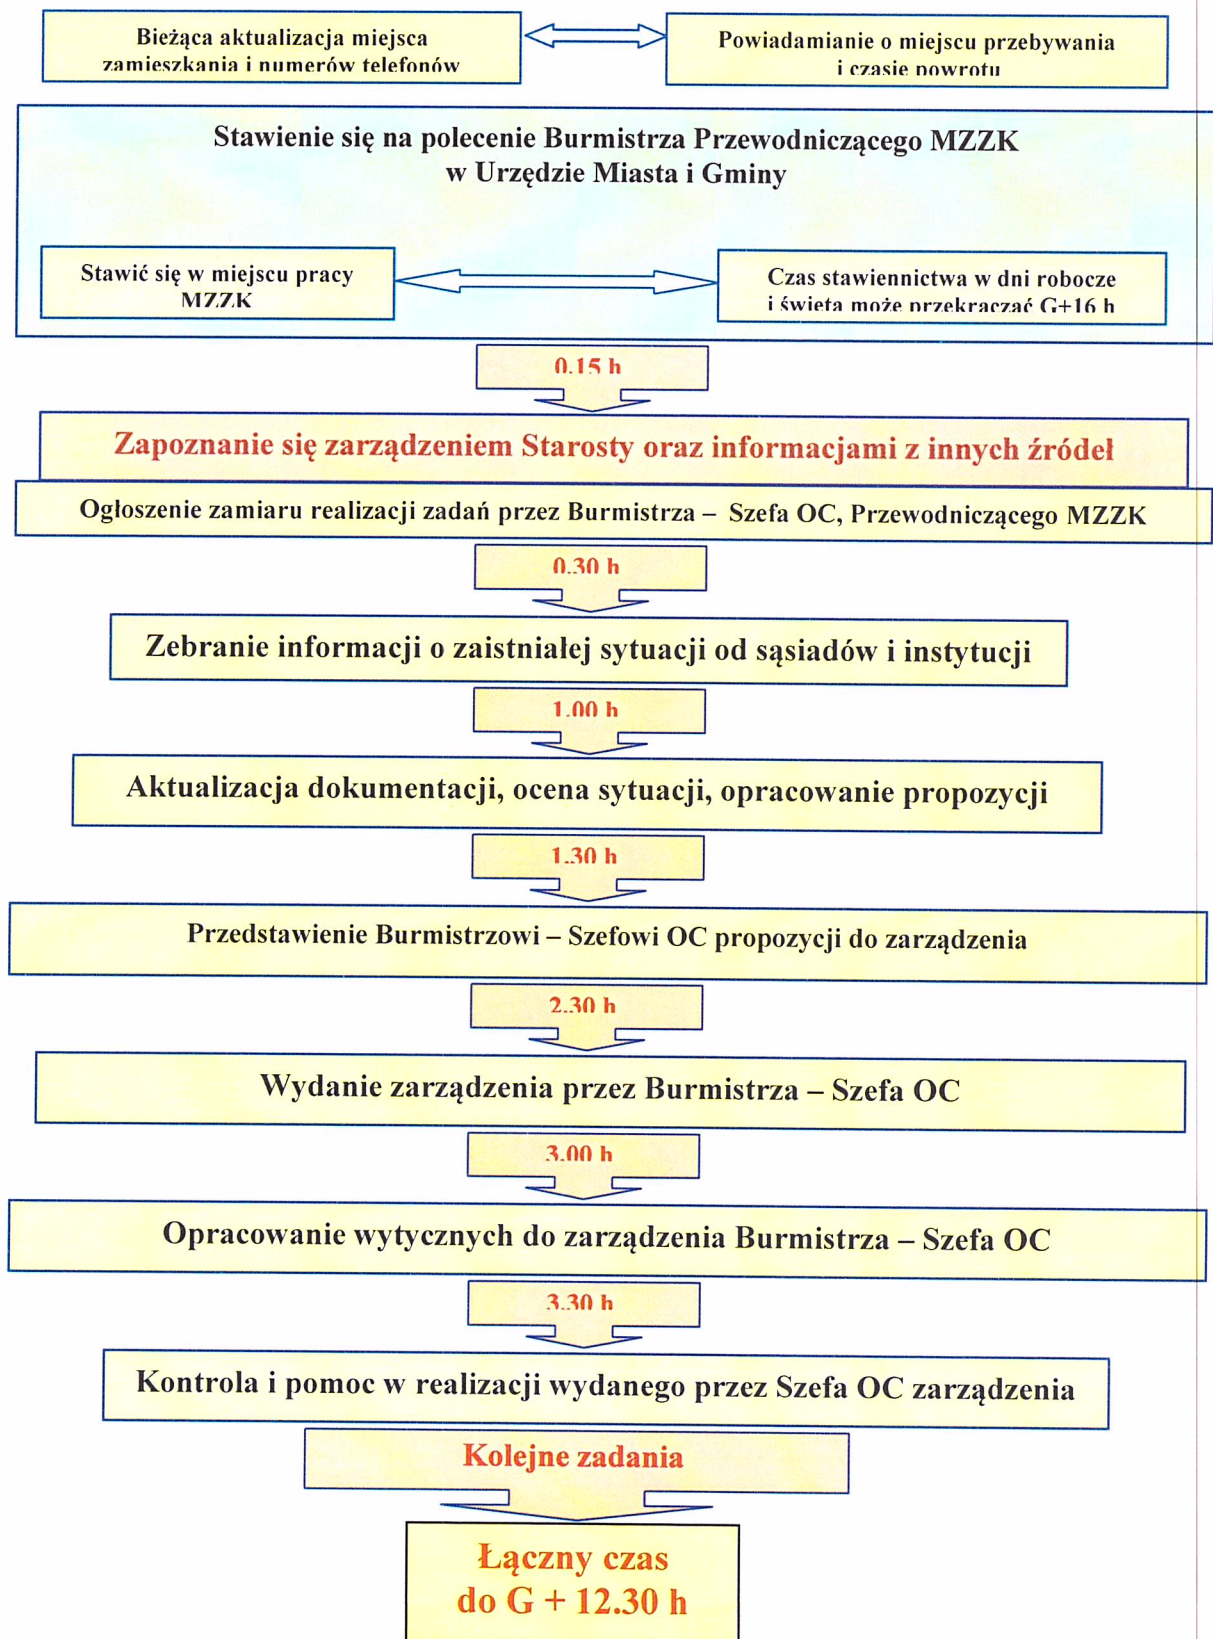 Bieżąca aktualizacja miejsca
zamieszkania i numerów telefonów
Powiadamianie o miejscu przebywania
i czasie powrotu
Stawienie się na polecenie Burmistrza Przewodniczącego MZZK
w Urzędzie Miasta i Gminy
Stawić się w miejscu pracy
MZZK
Czas stawiennictwa w dni robocze
i święta może przekraczać G+16 h
0.15 h
Zapoznanie się zarządzeniem Starosty oraz informacjami z innych źródeł
Ogłoszenie zamiaru realizacji zadań przez Burmistrza – Szefa OC, Przewodniczącego MZZK
0.30 h
Zebranie informacji o zaistniałej sytuacji od sąsiadów i instytucji
1.00 h
Aktualizacja dokumentacji, ocena sytuacji, opracowanie propozycji
1.30 h
Przedstawienie Burmistrzowi – Szefowi OC propozycji do zarządzenia
2.30 h
Wydanie zarządzenia przez Burmistrza – Szefa OC
3.00 h
Opracowanie wytycznych do zarządzenia Burmistrza – Szefa OC
3.30 h
Kontrola i pomoc w realizacji wydanego przez Szefa OC zarządzenia
Kolejne zadania
Łączny czas
do G + 12.30 h